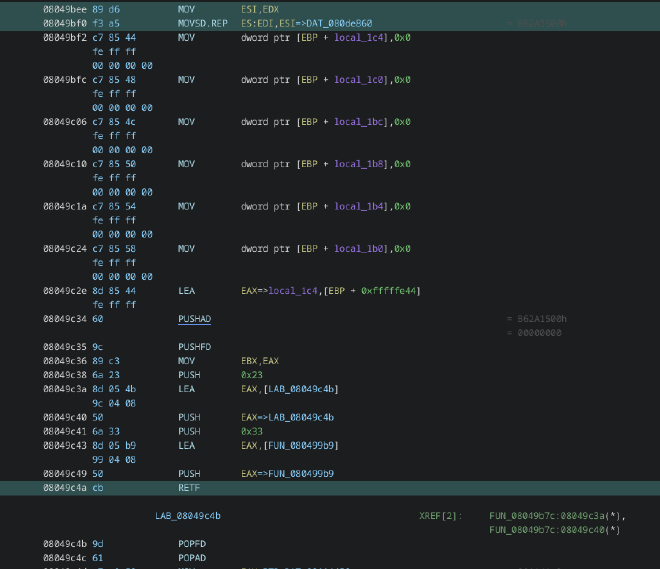 08049bee 89 d6 MOV ESI,EDX
08049bf0 f3 a5 MOVSD.REP ES:EDI,ESI=>DAT_080de860 = B62A1500h
08049bf2 c7 85 44 MOV dword ptr [EBP + local_1c4],0x0
fe ff ff
00 00 00 00
08049bfc c7 85 48 MOV dword ptr [EBP + local_1c0],0x0
fe ff ff
00 00 00 00
08049c06 c7 85 4c MOV dword ptr [EBP + local_1bc],0x0
fe ff ff
00 00 00 00
08049c10 c7 85 50 MOV dword ptr [EBP + local_1b8],0x0
fe ff ff
00 00 00 00
08049c1a c7 85 54 MOV dword ptr [EBP + local_1b4],0x0
fe ff ff
00 00 00 00
08049c24 c7 85 58 MOV dword ptr [EBP + local_1b0],0x0
fe ff ff
00 00 00 00
08049c2e 8d 85 44 LEA EAX=>local_1c4,[EBP + 0xfffffe44]
fe ff ff
08049c34 60 PUSHAD = B62A1500h
= 00000000
08049c35 9c PUSHFD
08049c36 89 c3 MOV EBX,EAX
08049c38 6a 23 PUSH 0x23
08049c3a 8d 05 4b LEA EAX,[LAB_08049c4b]
9c 04 08
08049c40 50 PUSH EAX=>LAB_08049c4b
08049c41 6a 33 PUSH 0x33
08049c43 8d 05 b9 LEA EAX,[FUN_080499b9]
99 04 08
08049c49 50 PUSH EAX=>FUN_080499b9
08049c4a cb RETF
LAB_08049c4b XREF[2]: FUN_08049b7c:08049c3a(*),
FUN_08049b7c:08049c40(*)
08049c4b 9d POPFD
08049c4c 61 POPAD